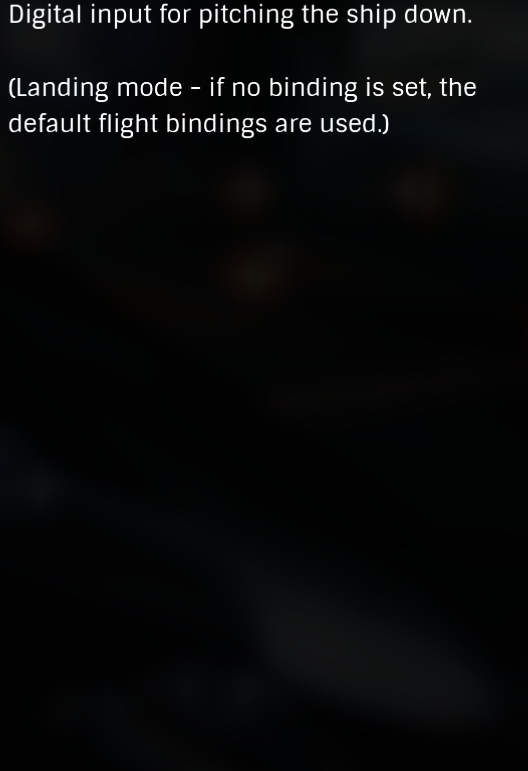 Digital input for pitching the ship down.
(Landing mode - if no binding is set, the
default flight bindings are used.)